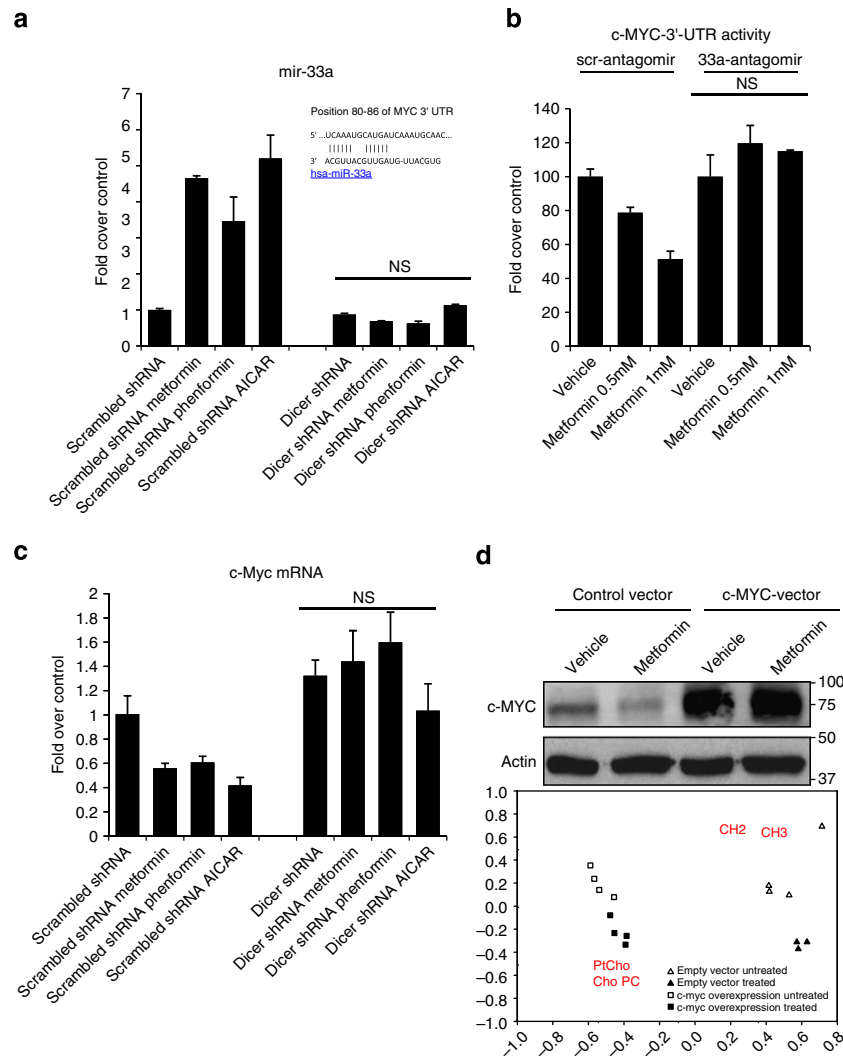 a
mir-33a
Fold cover control
7
6
5
4
3
2
1
0
Position 80-86 of MYC 3' UTR
5' ...UCAAAUGCAUGAUCAAAUGCAAC...
3' ACGUUACGUUGAUG-UUACGUG
hsa-miR-33a
NS
Scrambled shRNA
Scrambled shRNA metformin
Scrambled shRNA phenformin
Scrambled shRNA AICAR
Dicer shRNA
Dicer shRNA metformin
Dicer shRNA phenformin
Dicer shRNA AICAR
b
c-MYC-3'-UTR activity
scr-antagomir 33a-antagomir
NS
Fold cover control
140
120
100
80
60
40
20
0
Vehicle
Metformin 0.5mM
Metformin 1mM
Vehicle
Metformin 0.5mM
Metformin 1mM
c
c-Myc mRNA
NS
Fold over control
2
1.8
1.6
1.4
1.2
1
0.8
0.6
0.4
0.2
0
Scrambled shRNA
Scrambled shRNA metformin
Scrambled shRNA phenformin
Scrambled shRNA AICAR
Dicer shRNA
Dicer shRNA metformin
Dicer shRNA phenformin
Dicer shRNA AICAR
d
Control vector c-MYC-vector
Vehicle
Metformin
Vehicle
Metformin
c-MYC
100
75
Actin
50
37
1.0
0.8
0.6
0.4
0.2
0.0
−0.2
−0.4
−0.6
−0.8
−1.0
CH2 CH3
PtCho
Cho PC
Empty vector untreated
Empty vector treated
c-myc overexpression untreated
c-myc overexpression treated
−1.0 −0.8 −0.6 −0.4 −0.2 0.0 0.2 0.4 0.6 0.8